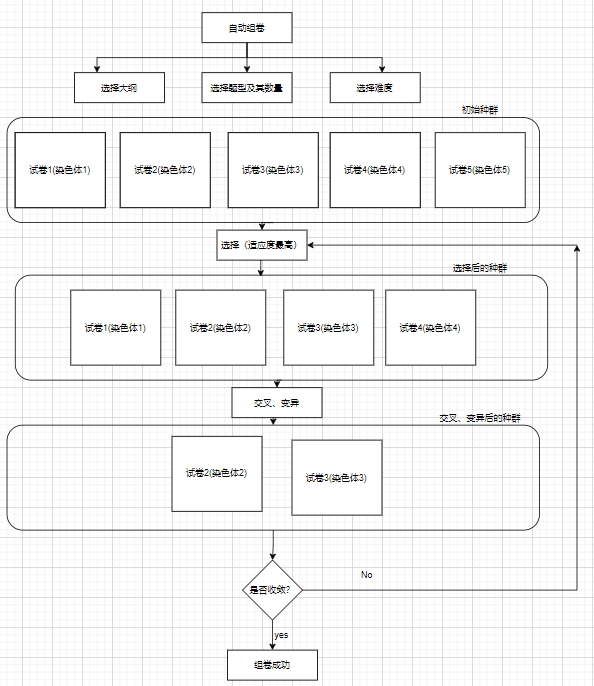 自动组卷
选择大纲
选择题型及其数量
选择难度
初始种群
试卷1(染色体1)
试卷2(染色体2)
试卷3(染色体3)
试卷4(染色体4)
试卷5(染色体5)
选择（适应度最高）
选择后的种群
试卷1(染色体1)
试卷2(染色体2)
试卷3(染色体3)
试卷4(染色体4)
交叉、变异
交叉、变异后的种群
试卷2(染色体2)
试卷3(染色体3)
是否收敛？
No
yes
组卷成功